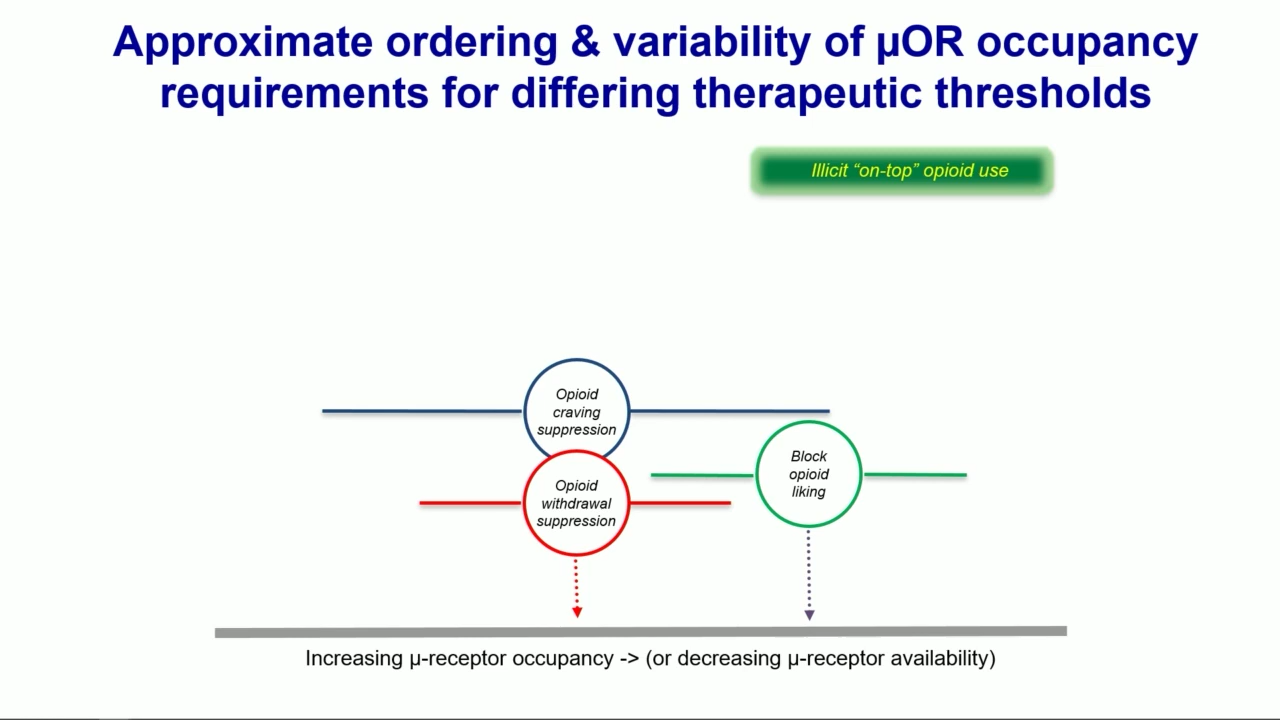 Approximate ordering & variability of µOR occupancy
requirements for differing therapeutic thresholds
Illicit “on-top” opioid use
Opioid
craving
suppression
Block
opioid
liking
Opioid
withdrawal
suppression
Increasing µ-receptor occupancy -> (or decreasing µ-receptor availability)